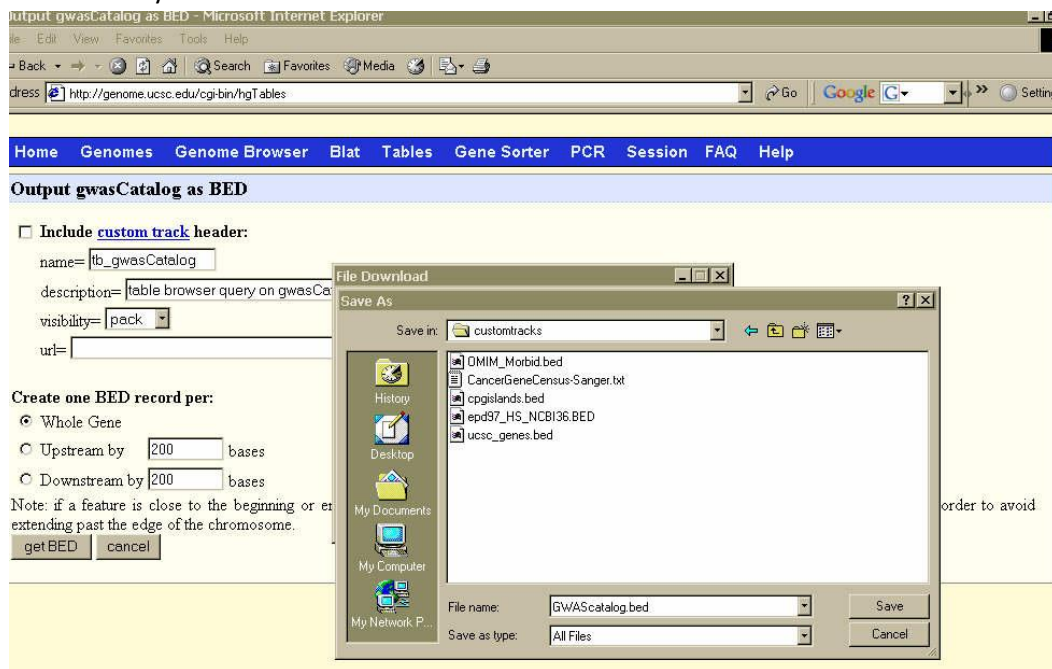 Output gwasCatalog as BED - Microsoft Internet Explorer
Edit View Favorites Tools Help
Back Search Favorites Media
dress http://genome.ucsc.edu/cgi-bin/hgTables Go Google G >> Settin
Home Genomes Genome Browser Blat Tables Gene Sorter PCR Session FAQ Help
Output gwasCatalog as BED
Include custom track header:
name= tb_gwasCatalog
description= table browser query on gwasCa
visibility= pack
url=
Create one BED record per:
Whole Gene
Upstream by 200 bases
Downstream by 200 bases
Note: if a feature is close to the beginning or en order to avoid
extending past the edge of the chromosome.
get BED cancel
File Download
Save As
Save in: customtracks
History
Desktop
My Documents
My Computer
My Network P...
OMIM_Morbid.bed
CancerGeneCensus-Sanger.txt
cpgislands.bed
epd97_HS_NCBI36.BED
ucsc_genes.bed
File name: GWAScatalog.bed Save
Save as type: All Files Cancel